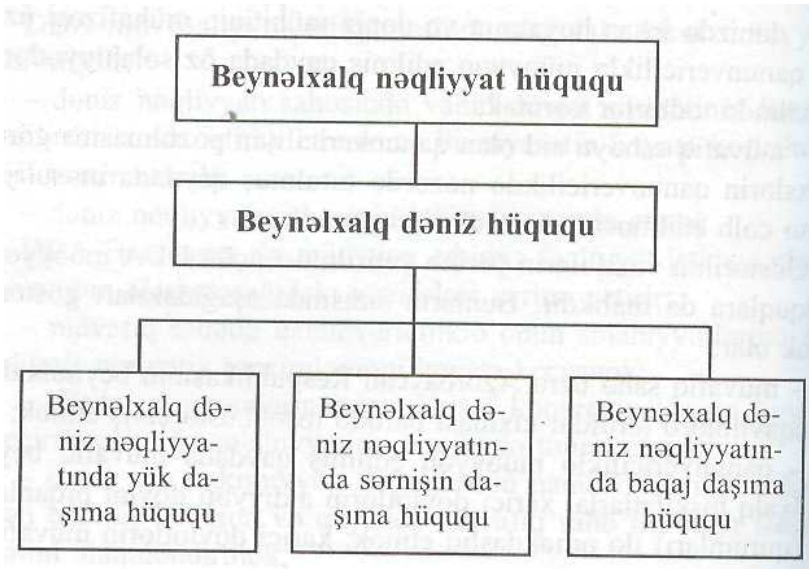 Beynəlxalq nəqliyyat hüququ
Beynəlxalq dəniz hüququ
Beynəlxalq də-
niz nəqliyya-
tında yük da-
şıma hüququ
Beynəlxalq də-
niz nəqliyyatın-
da sərnişin da-
şıma hüququ
Beynəlxalq də-
niz nəqliyyatın-
da baqaj daşıma
hüququ